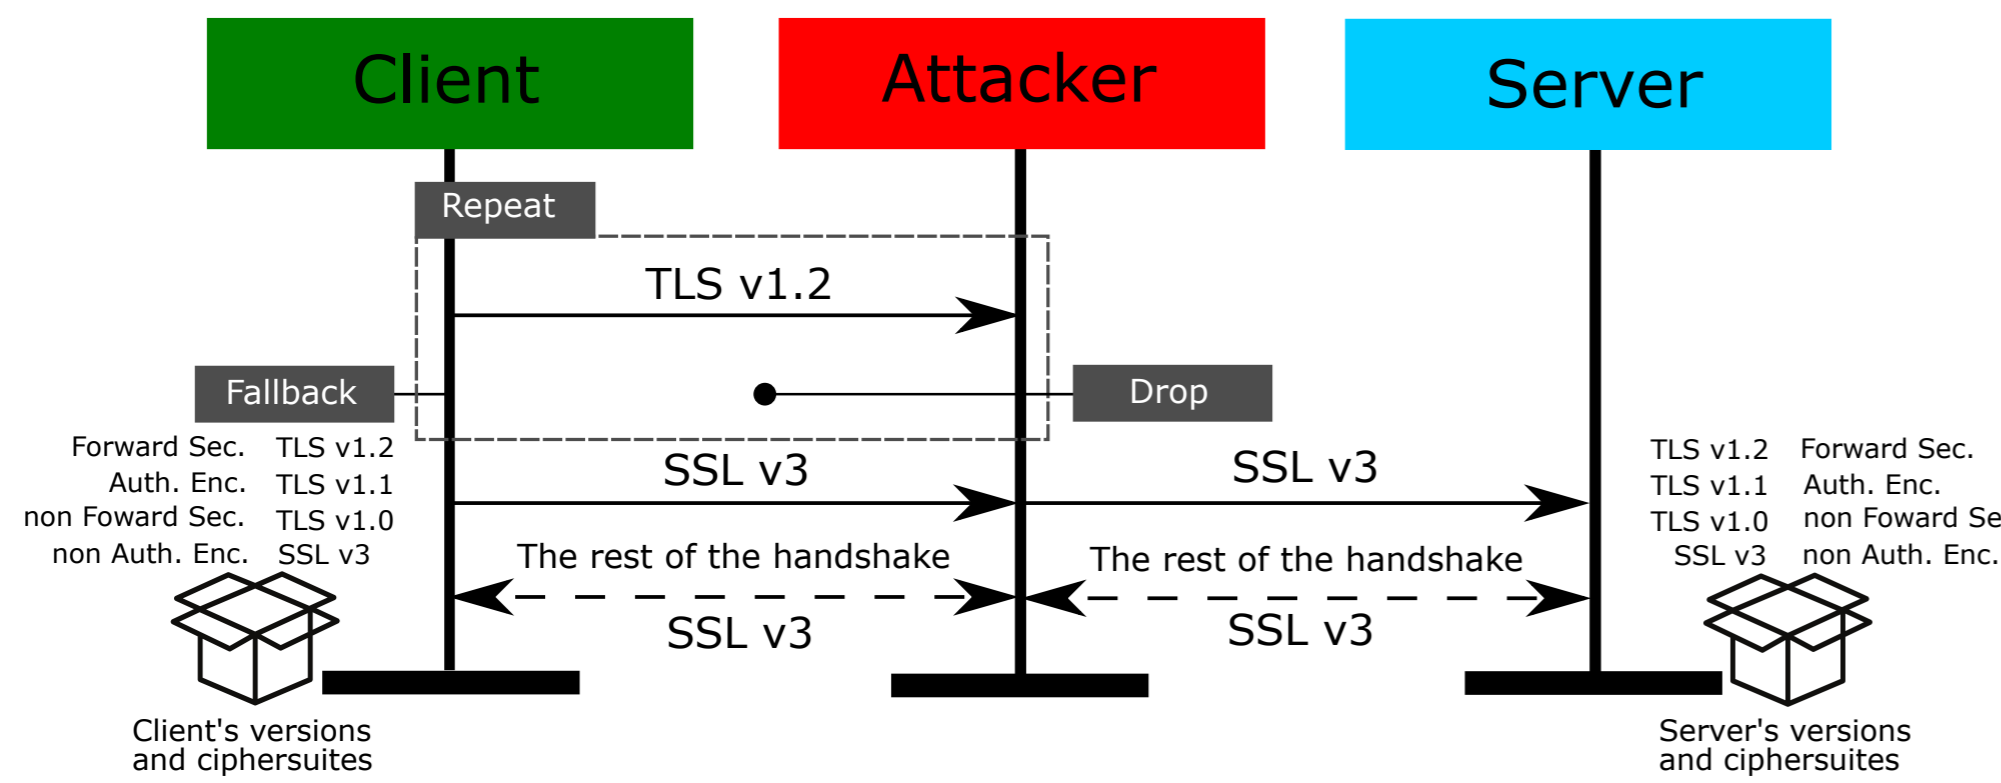 Client
Attacker
Server
Repeat
TLS v1.2
Fallback
Drop
Forward Sec. TLS v1.2
Auth. Enc. TLS v1.1
non Foward Sec. TLS v1.0
non Auth. Enc. SSL v3
SSL v3
SSL v3
TLS v1.2 Forward Sec.
TLS v1.1 Auth. Enc.
TLS v1.0 non Foward Se
SSL v3 non Auth. Enc.
The rest of the handshake
The rest of the handshake
SSL v3
SSL v3
Client's versions
and ciphersuites
Server's versions
and ciphersuites